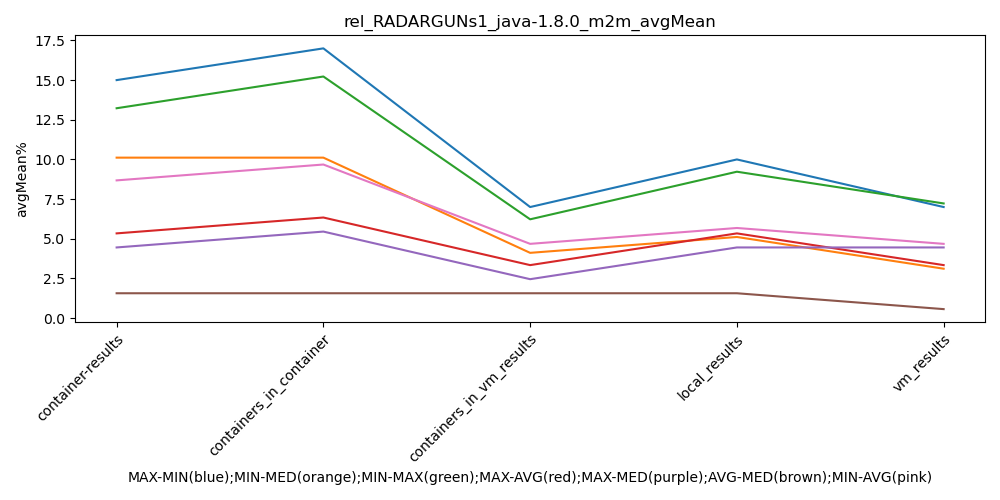 rel_RADARGUNs1_java-1.8.0_m2m_avgMean
avgMean%
17.5
15.0
12.5
10.0
7.5
5.0
2.5
0.0
container-results
containers_in_container
containers_in_vm_results
local_results
vm_results
MAX-MIN(blue);MIN-MED(orange);MIN-MAX(green);MAX-AVG(red);MAX-MED(purple);AVG-MED(brown);MIN-AVG(pink)